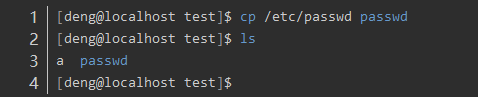 1 [deng@localhost test]$ cp /etc/passwd passwd
2 [deng@localhost test]$ ls
3 a  passwd
4 [deng@localhost test]$